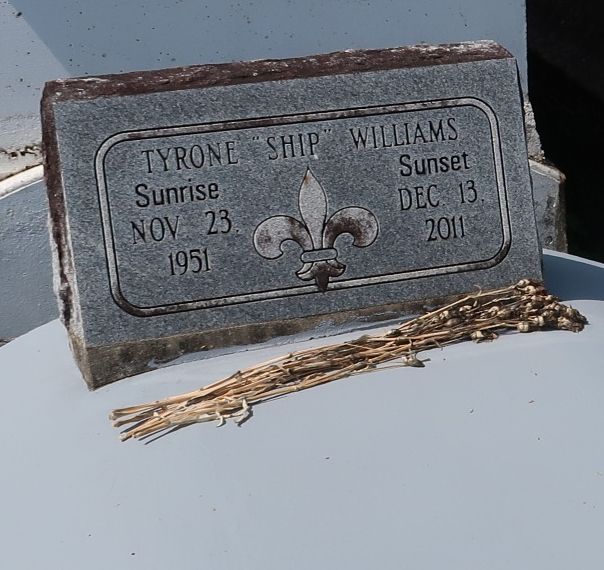 TYRONE "SHIP" WILLIAMS
Sunrise
NOV. 23.
1951
Sunset
DEC. 13.
2011